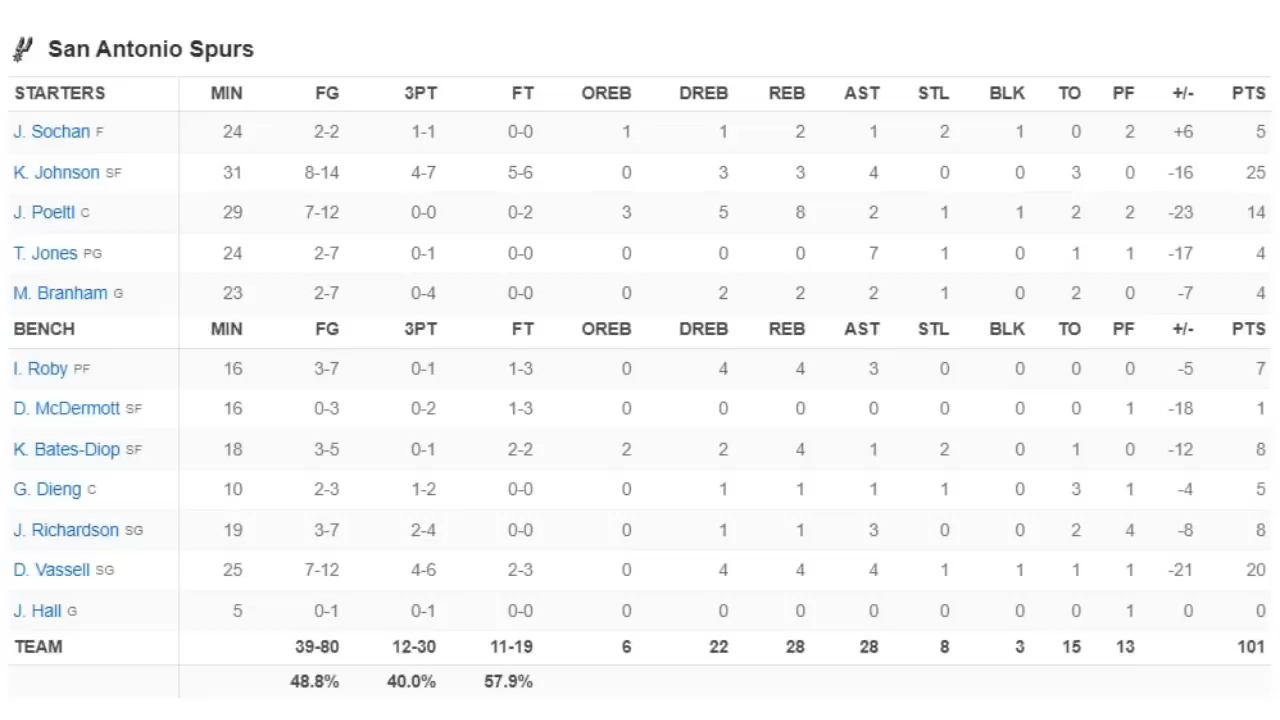 San Antonio Spurs
STARTERS MIN FG 3PT FT OREB DREB REB AST STL BLK TO PF +/- PTS
J. Sochan F 24 2-2 1-1 0-0 1 1 2 1 2 1 0 2 +6 5
K. Johnson SF 31 8-14 4-7 5-6 0 3 3 4 0 0 3 0 -16 25
J. Poeltl C 29 7-12 0-0 0-2 3 5 8 2 1 1 2 2 -23 14
T. Jones PG 24 2-7 0-1 0-0 0 0 0 7 1 0 1 1 -17 4
M. Branham G 23 2-7 0-4 0-0 0 2 2 2 1 0 2 0 -7 4
BENCH MIN FG 3PT FT OREB DREB REB AST STL BLK TO PF +/- PTS
I. Roby PF 16 3-7 0-1 1-3 0 4 4 3 0 0 0 0 -5 7
D. McDermott SF 16 0-3 0-2 1-3 0 0 0 0 0 0 0 1 -18 1
K. Bates-Diop SF 18 3-5 0-1 2-2 2 2 4 1 2 0 1 0 -12 8
G. Dieng C 10 2-3 1-2 0-0 0 1 1 1 1 0 3 1 -4 5
J. Richardson SG 19 3-7 2-4 0-0 0 1 1 3 0 0 2 4 -8 8
D. Vassell SG 25 7-12 4-6 2-3 0 4 4 4 1 1 1 1 -21 20
J. Hall G 5 0-1 0-1 0-0 0 0 0 0 0 0 0 1 0 0
TEAM 39-80 12-30 11-19 6 22 28 28 8 3 15 13 101
48.8% 40.0% 57.9%